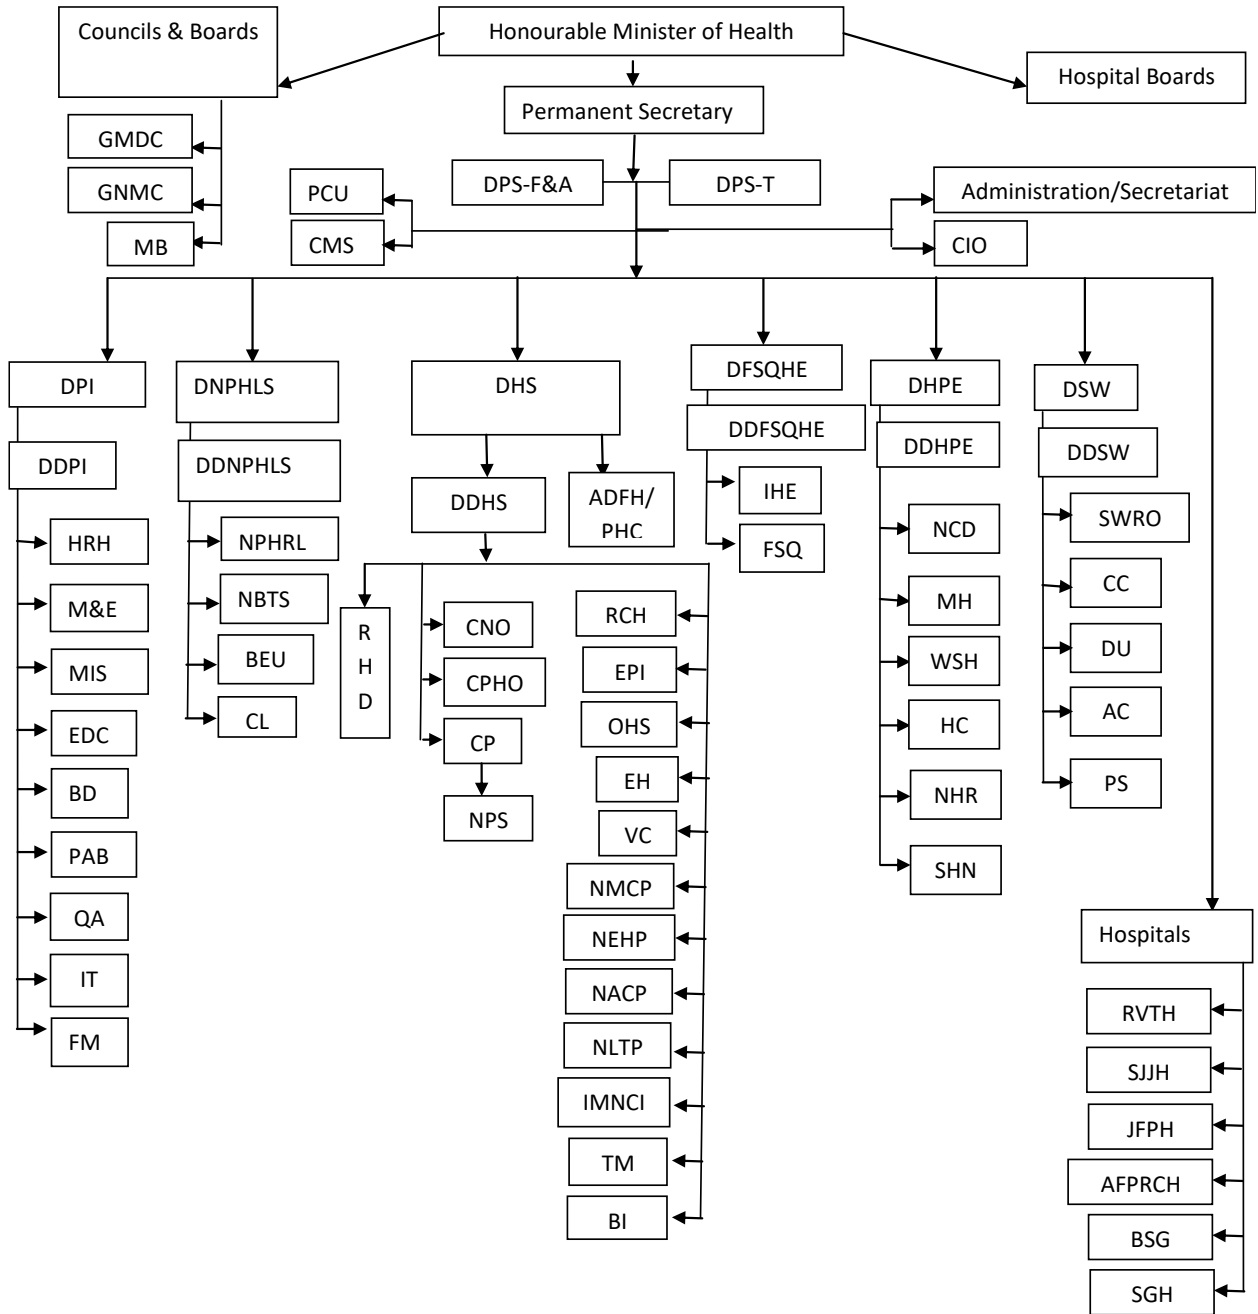 Councils & Boards
Honourable Minister of Health
Hospital Boards
Permanent Secretary
GMDC
GNMC
MB
DPS-F&A
DPS-T
PCU
CMS
Administration/Secretariat
CIO
DPI
DDPI
HRH
M&E
MIS
EDC
BD
PAB
QA
IT
FM
DNPHLS
DDNPHLS
NPHRL
NBTS
BEU
CL
DHS
DDHS
ADFH/
PHC
R
H
D
CNO
CPHO
CP
NPS
RCH
EPI
OHS
EH
VC
NMCP
NEHP
NACP
NLTP
IMNCI
TM
BI
DFSQHE
DDFSQHE
IHE
FSQ
DHPE
DDHPE
NCD
MH
WSH
HC
NHR
SHN
DSW
DDSW
SWRO
CC
DU
AC
PS
Hospitals
RVTH
SJJH
JFPH
AFPRCH
BSG
SGH